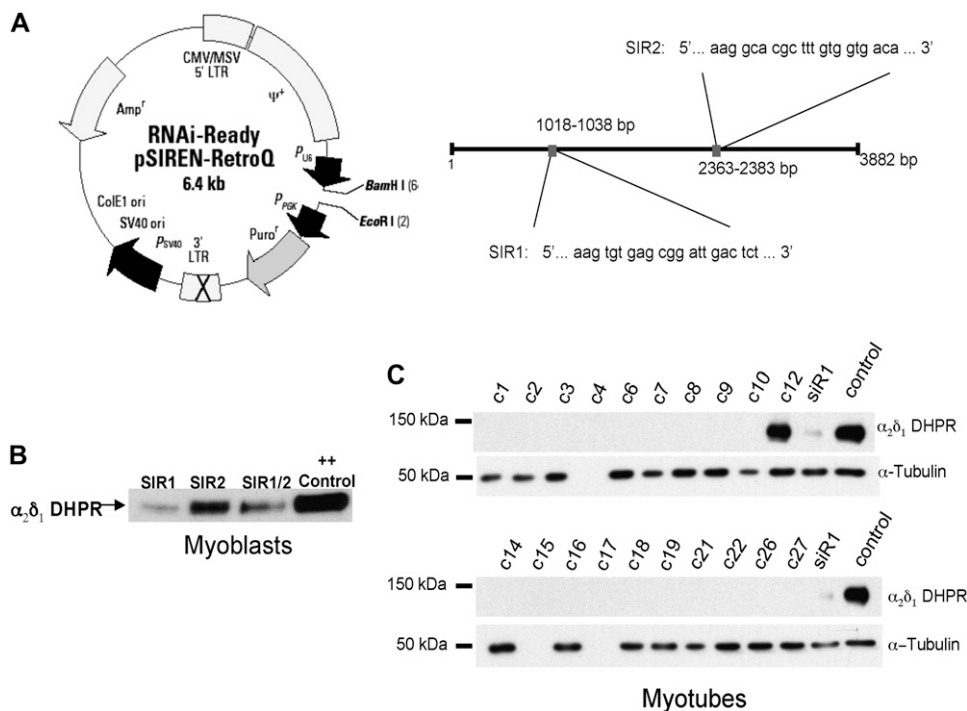 A
CMV/MSV
5' LTR
Ψ+
Ampʳ
RNAi-Ready
pSIREN-RetroQ
6.4 kb
PU6
BamH I (6
EcoR I (2)
PPGK
Puroʳ
ColE1 ori
SV40 ori
PSV40
3'
LTR
SIR2: 5'... aag gca cgc ttt gtg gtg aca ... 3'
1018-1038 bp
1
2363-2383 bp
3882 bp
SIR1: 5'... aag tgt gag cgg att gac tct ... 3'
B
SIR1 SIR2 SIR1/2 ++ Control
α₂δ₁ DHPR
Myoblasts
C
c1 c2 c3 c4 c6 c7 c8 c9 c10 c12 siR1 control
150 kDa
α₂δ₁ DHPR
50 kDa
α-Tubulin
c14 c15 c16 c17 c18 c19 c21 c22 c26 c27 siR1 control
150 kDa
α₂δ₁ DHPR
50 kDa
α–Tubulin
Myotubes